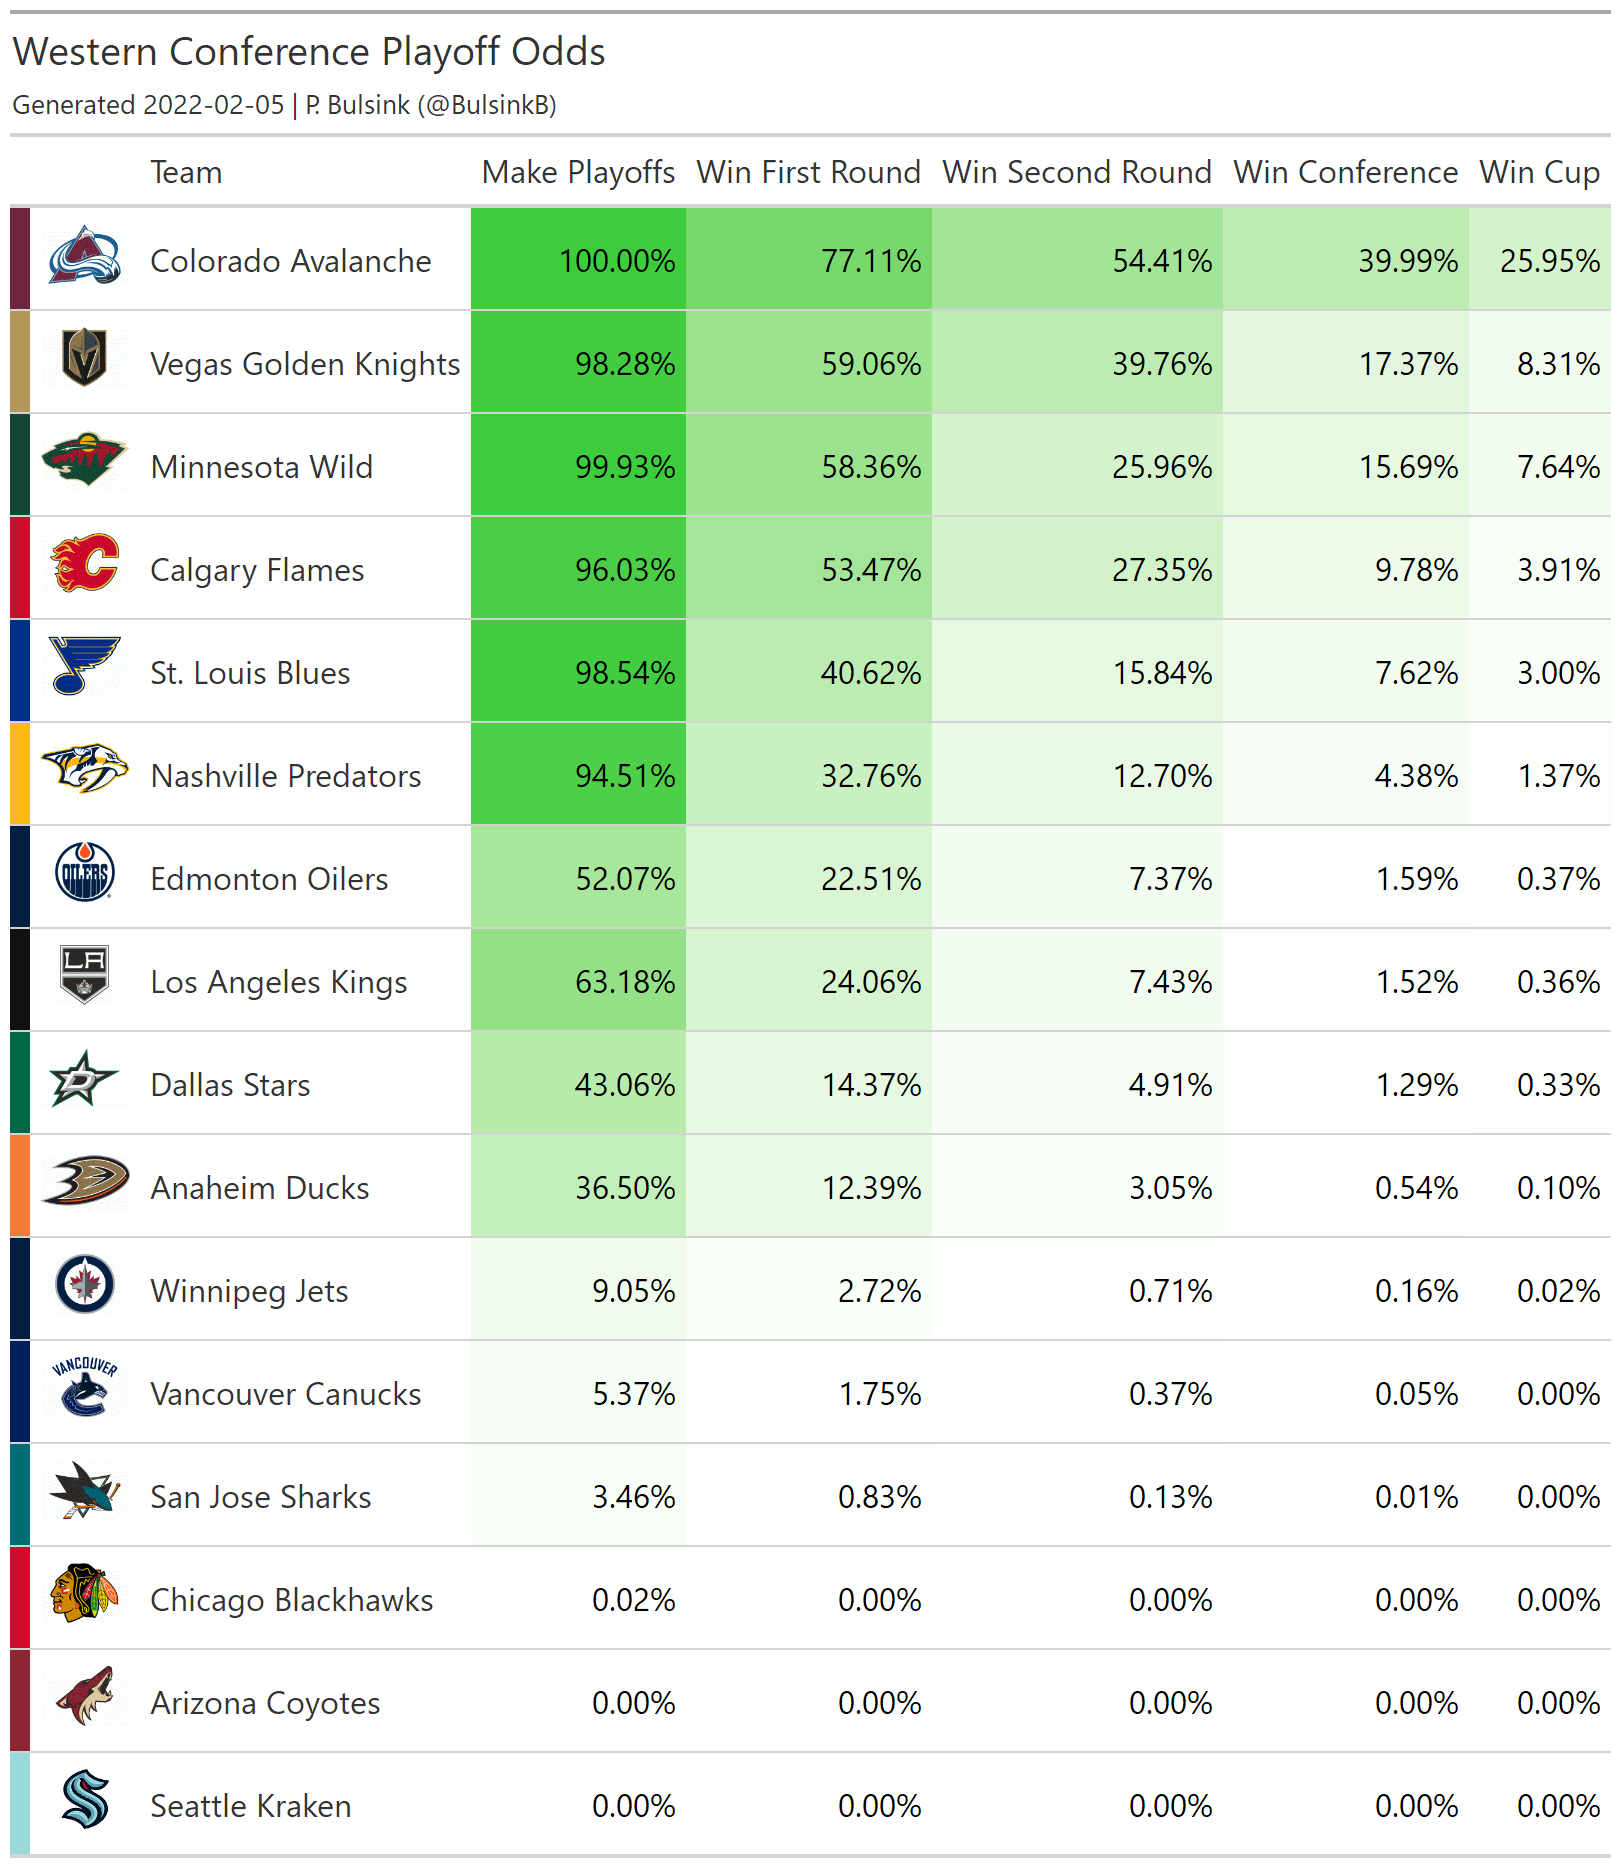 Western Conference Playoff Odds
Generated 2022-02-05 | P. Bulsink (@BulsinkB)
Team Make Playoffs Win First Round Win Second Round Win Conference Win Cup
Colorado Avalanche 100.00% 77.11% 54.41% 39.99% 25.95%
Vegas Golden Knights 98.28% 59.06% 39.76% 17.37% 8.31%
Minnesota Wild 99.93% 58.36% 25.96% 15.69% 7.64%
Calgary Flames 96.03% 53.47% 27.35% 9.78% 3.91%
St. Louis Blues 98.54% 40.62% 15.84% 7.62% 3.00%
Nashville Predators 94.51% 32.76% 12.70% 4.38% 1.37%
OILERS
Edmonton Oilers 52.07% 22.51% 7.37% 1.59% 0.37%
LA
Los Angeles Kings 63.18% 24.06% 7.43% 1.52% 0.36%
D
Dallas Stars 43.06% 14.37% 4.91% 1.29% 0.33%
Anaheim Ducks 36.50% 12.39% 3.05% 0.54% 0.10%
Winnipeg Jets 9.05% 2.72% 0.71% 0.16% 0.02%
VANCOUVER
Vancouver Canucks 5.37% 1.75% 0.37% 0.05% 0.00%
San Jose Sharks 3.46% 0.83% 0.13% 0.01% 0.00%
Chicago Blackhawks 0.02% 0.00% 0.00% 0.00% 0.00%
Arizona Coyotes 0.00% 0.00% 0.00% 0.00% 0.00%
Seattle Kraken 0.00% 0.00% 0.00% 0.00% 0.00%